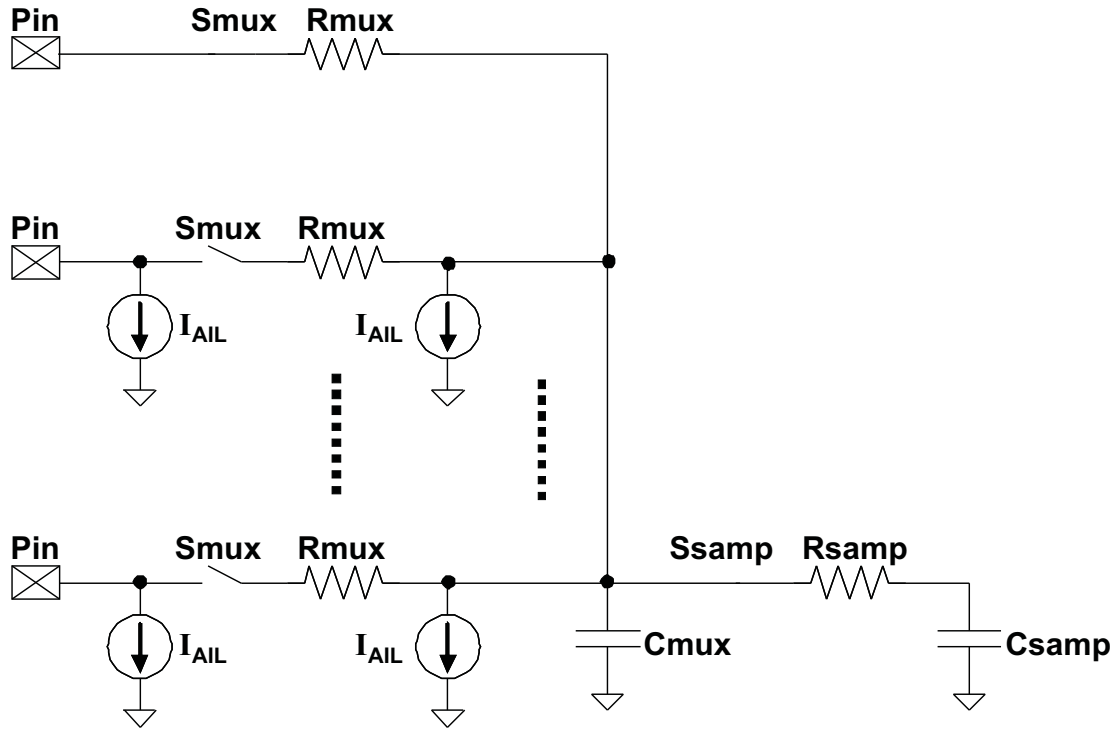 Pin Smux Rmux
Pin Smux Rmux
IAIL IAIL
Pin Smux Rmux Ssamp Rsamp
IAIL IAIL Cmux Csamp